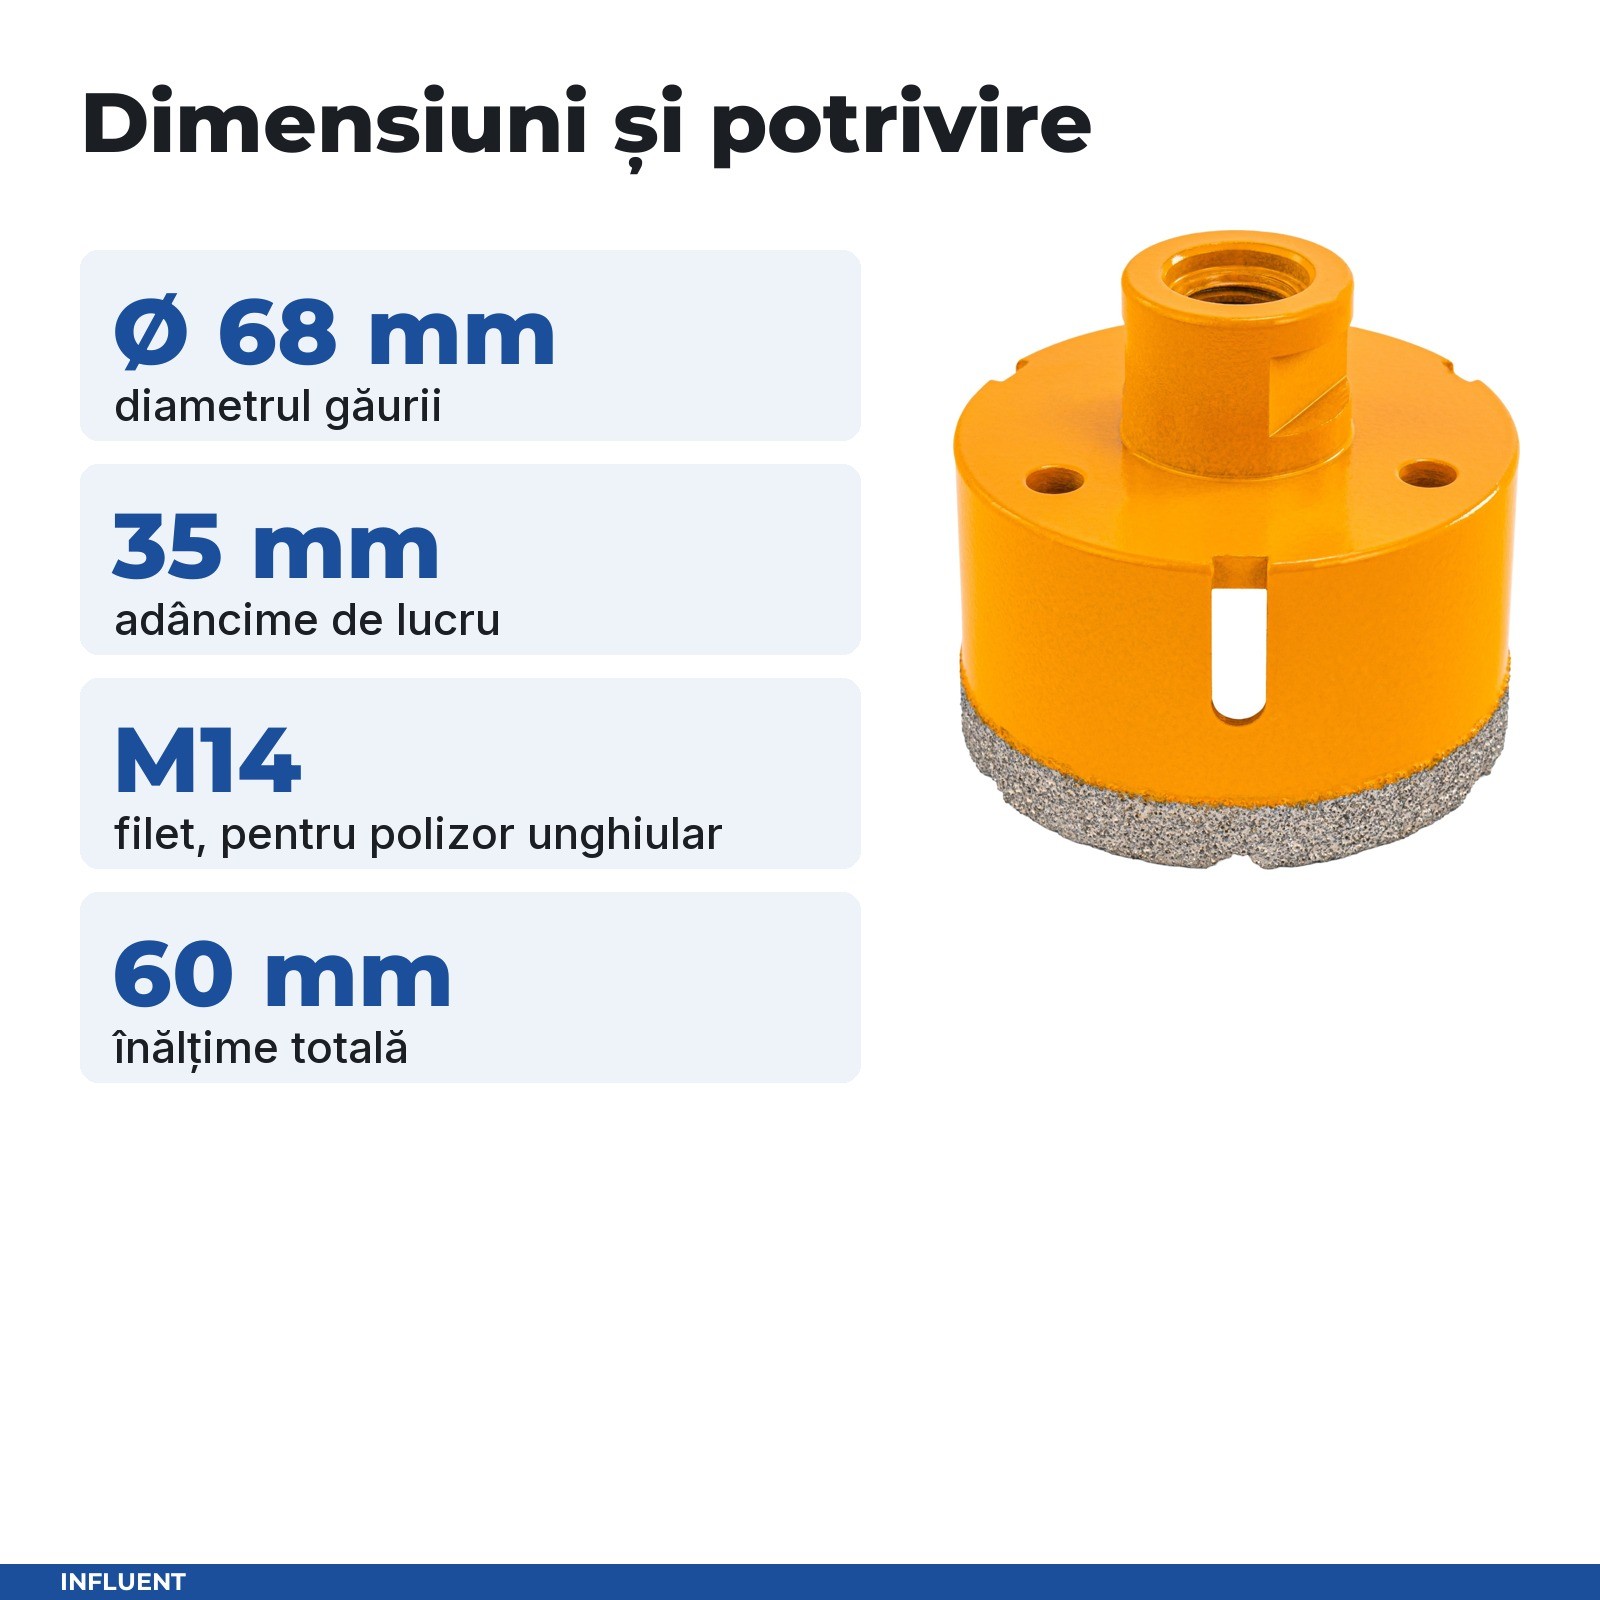 Dimensiuni și potrivire
Ø 68 mm
diametrul găurii
35 mm
adâncime de lucru
M14
filet, pentru polizor unghiular
60 mm
înălțime totală
INFLUENT